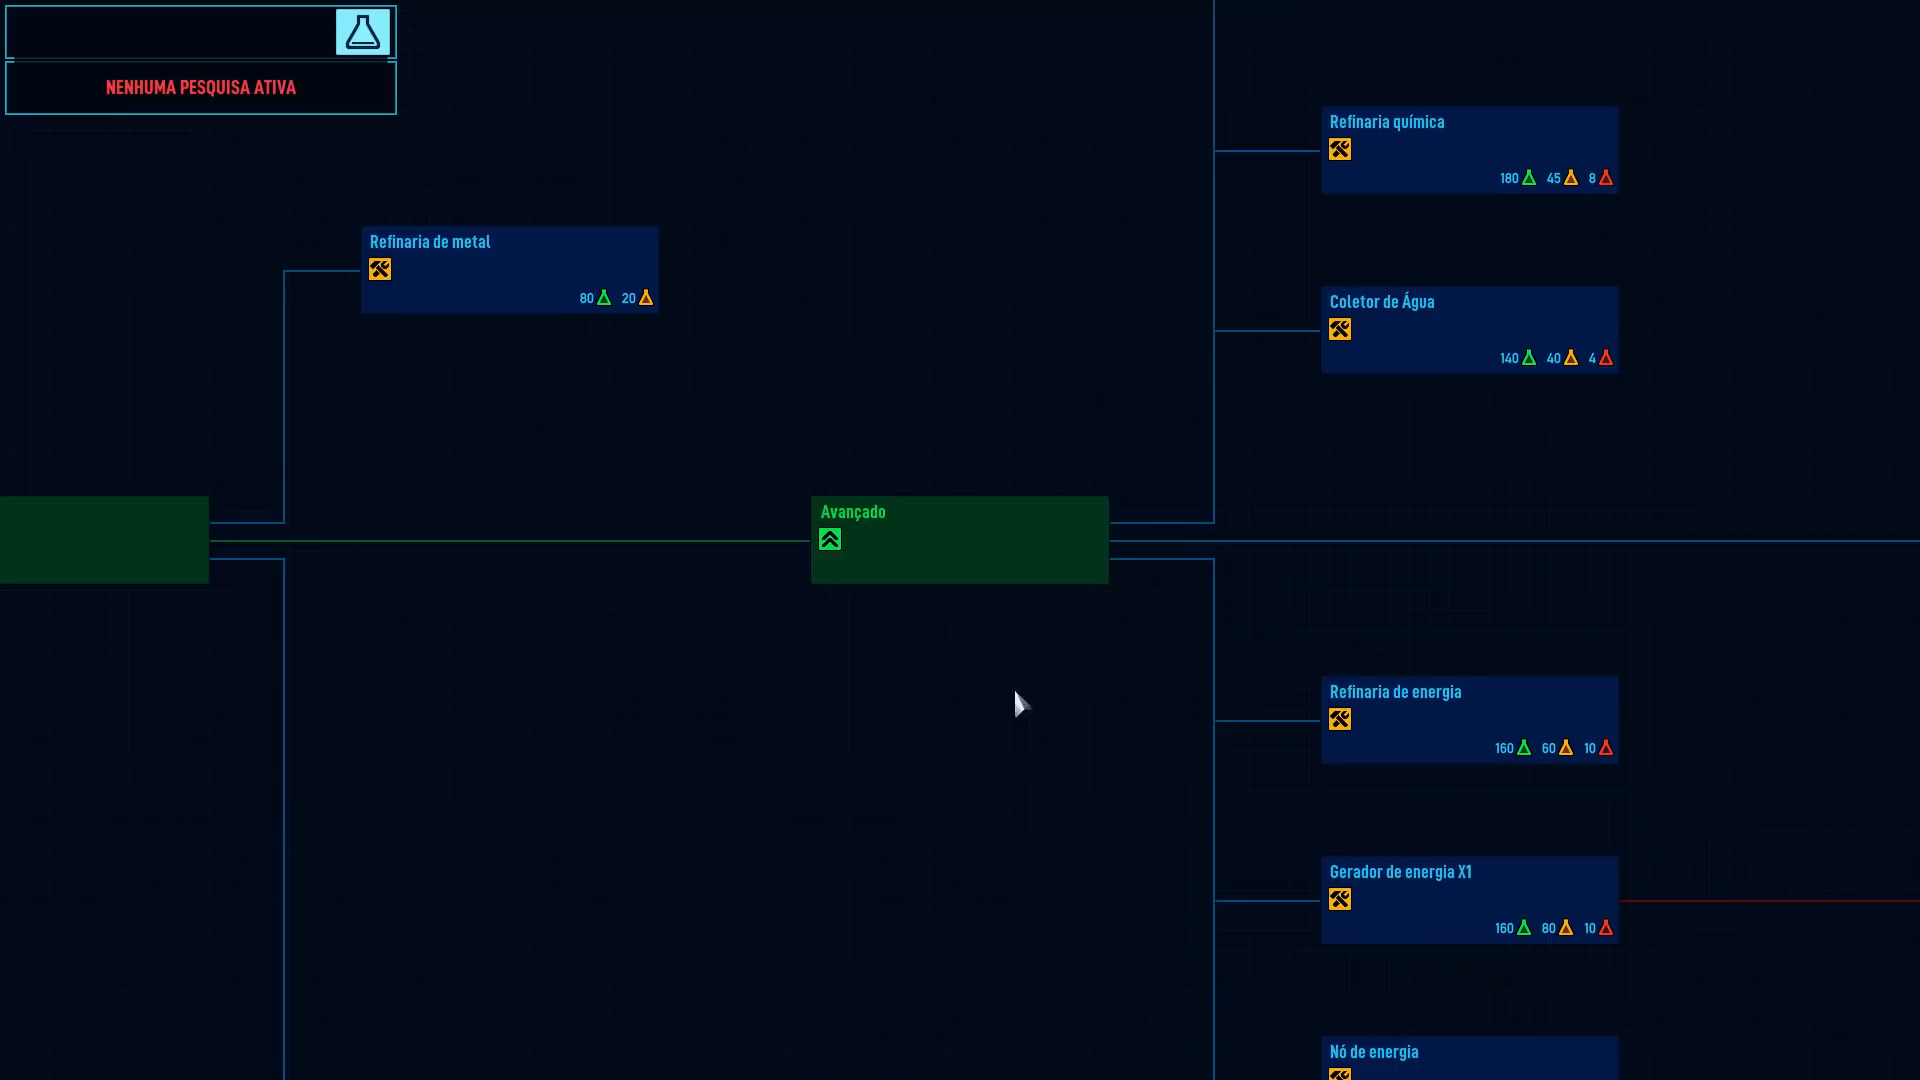 NENHUMA PESQUISA ATIVA
Refinaria química
180 45 8
Refinaria de metal
80 20
Coletor de Água
140 40 4
Avançado
Refinaria de energia
160 60 10
Gerador de energia X1
160 80 10
Nó de energia